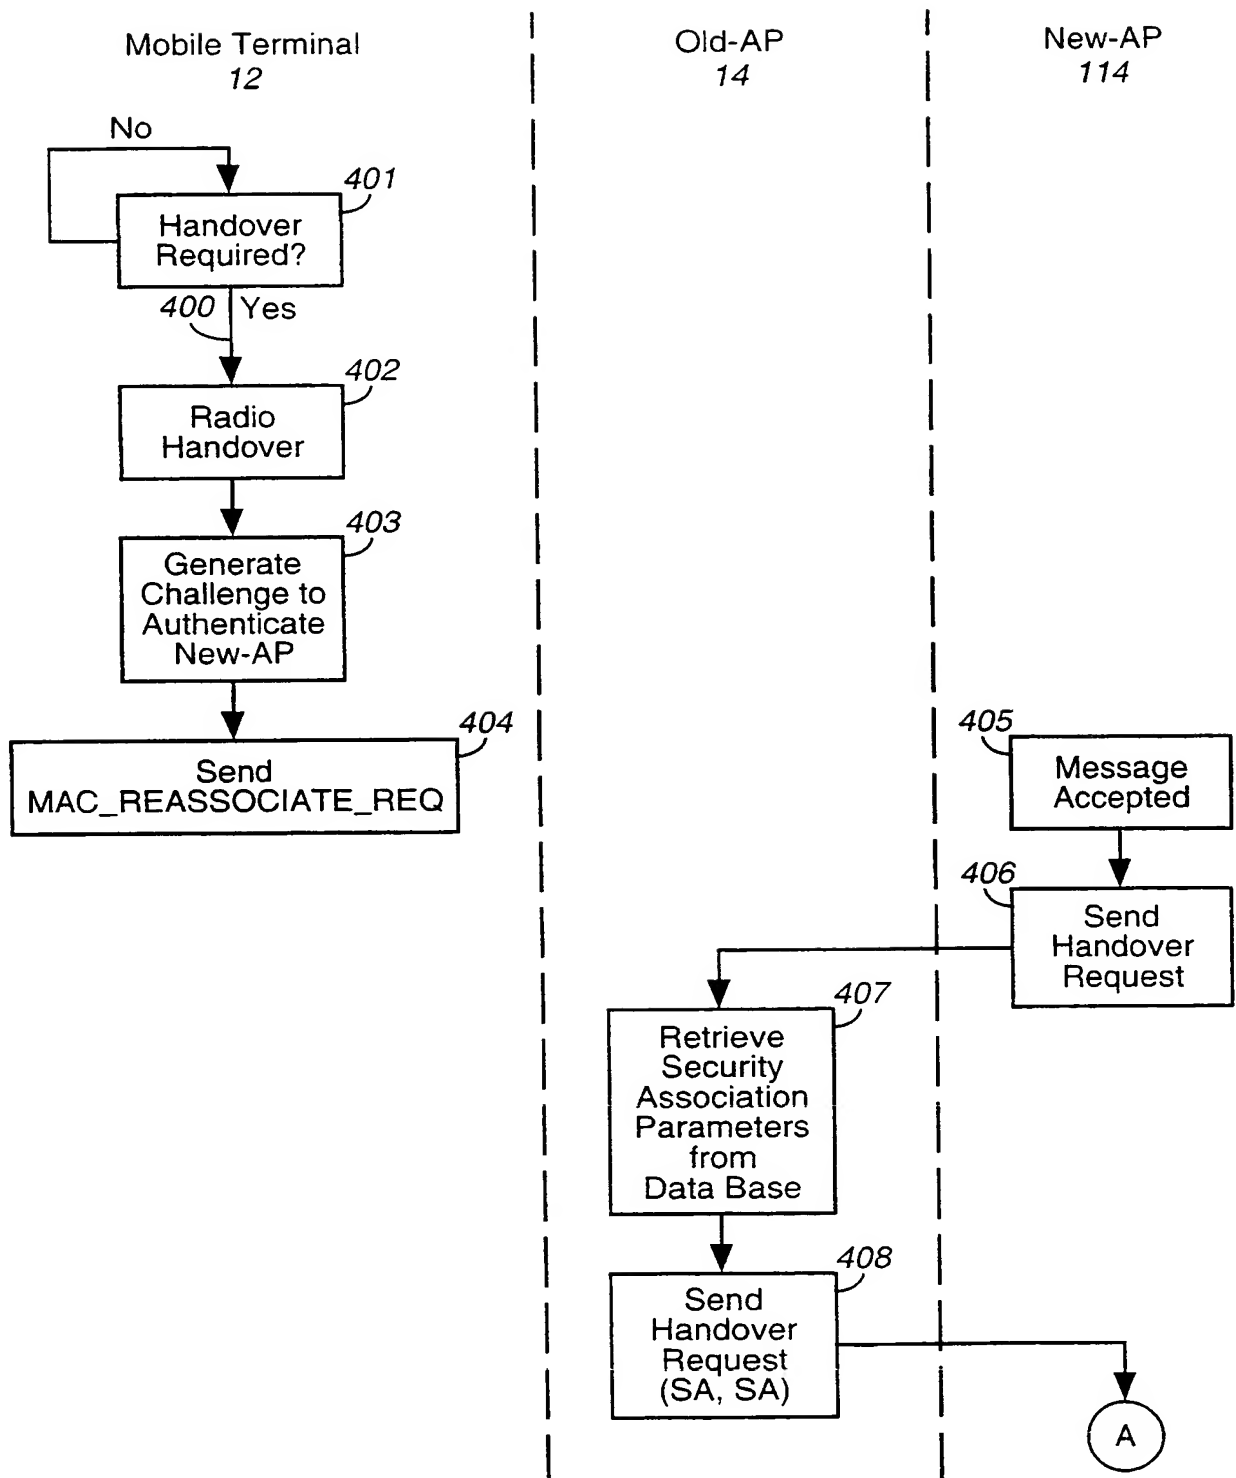 Mobile Terminal
12
Old-AP
14
New-AP
114
No
401
Handover
Required?
400
Yes
402
Radio
Handover
403
Generate
Challenge to
Authenticate
New-AP
404
Send
MAC_REASSOCIATE_REQ
405
Message
Accepted
406
Send
Handover
Request
407
Retrieve
Security
Association
Parameters
from
Data Base
408
Send
Handover
Request
(SA, SA)
A